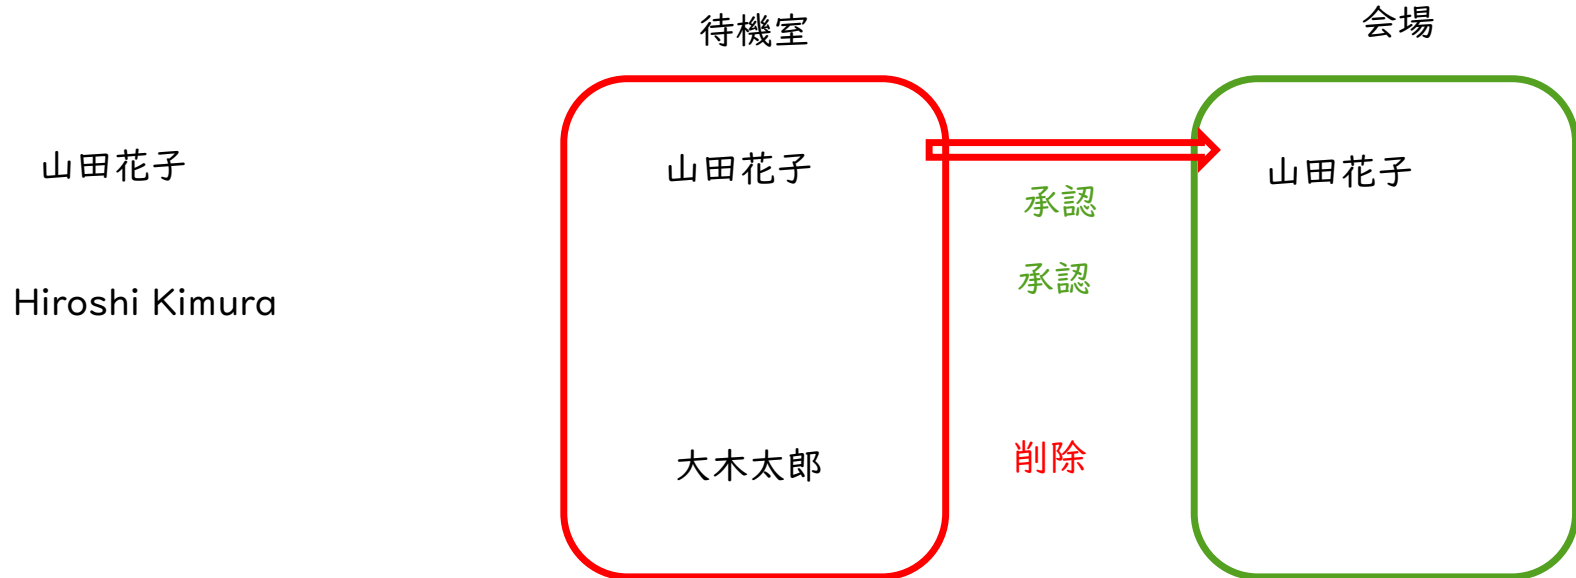 待機室
会場
山田花子
山田花子
山田花子
承認
承認
Hiroshi Kimura
大木太郎
削除